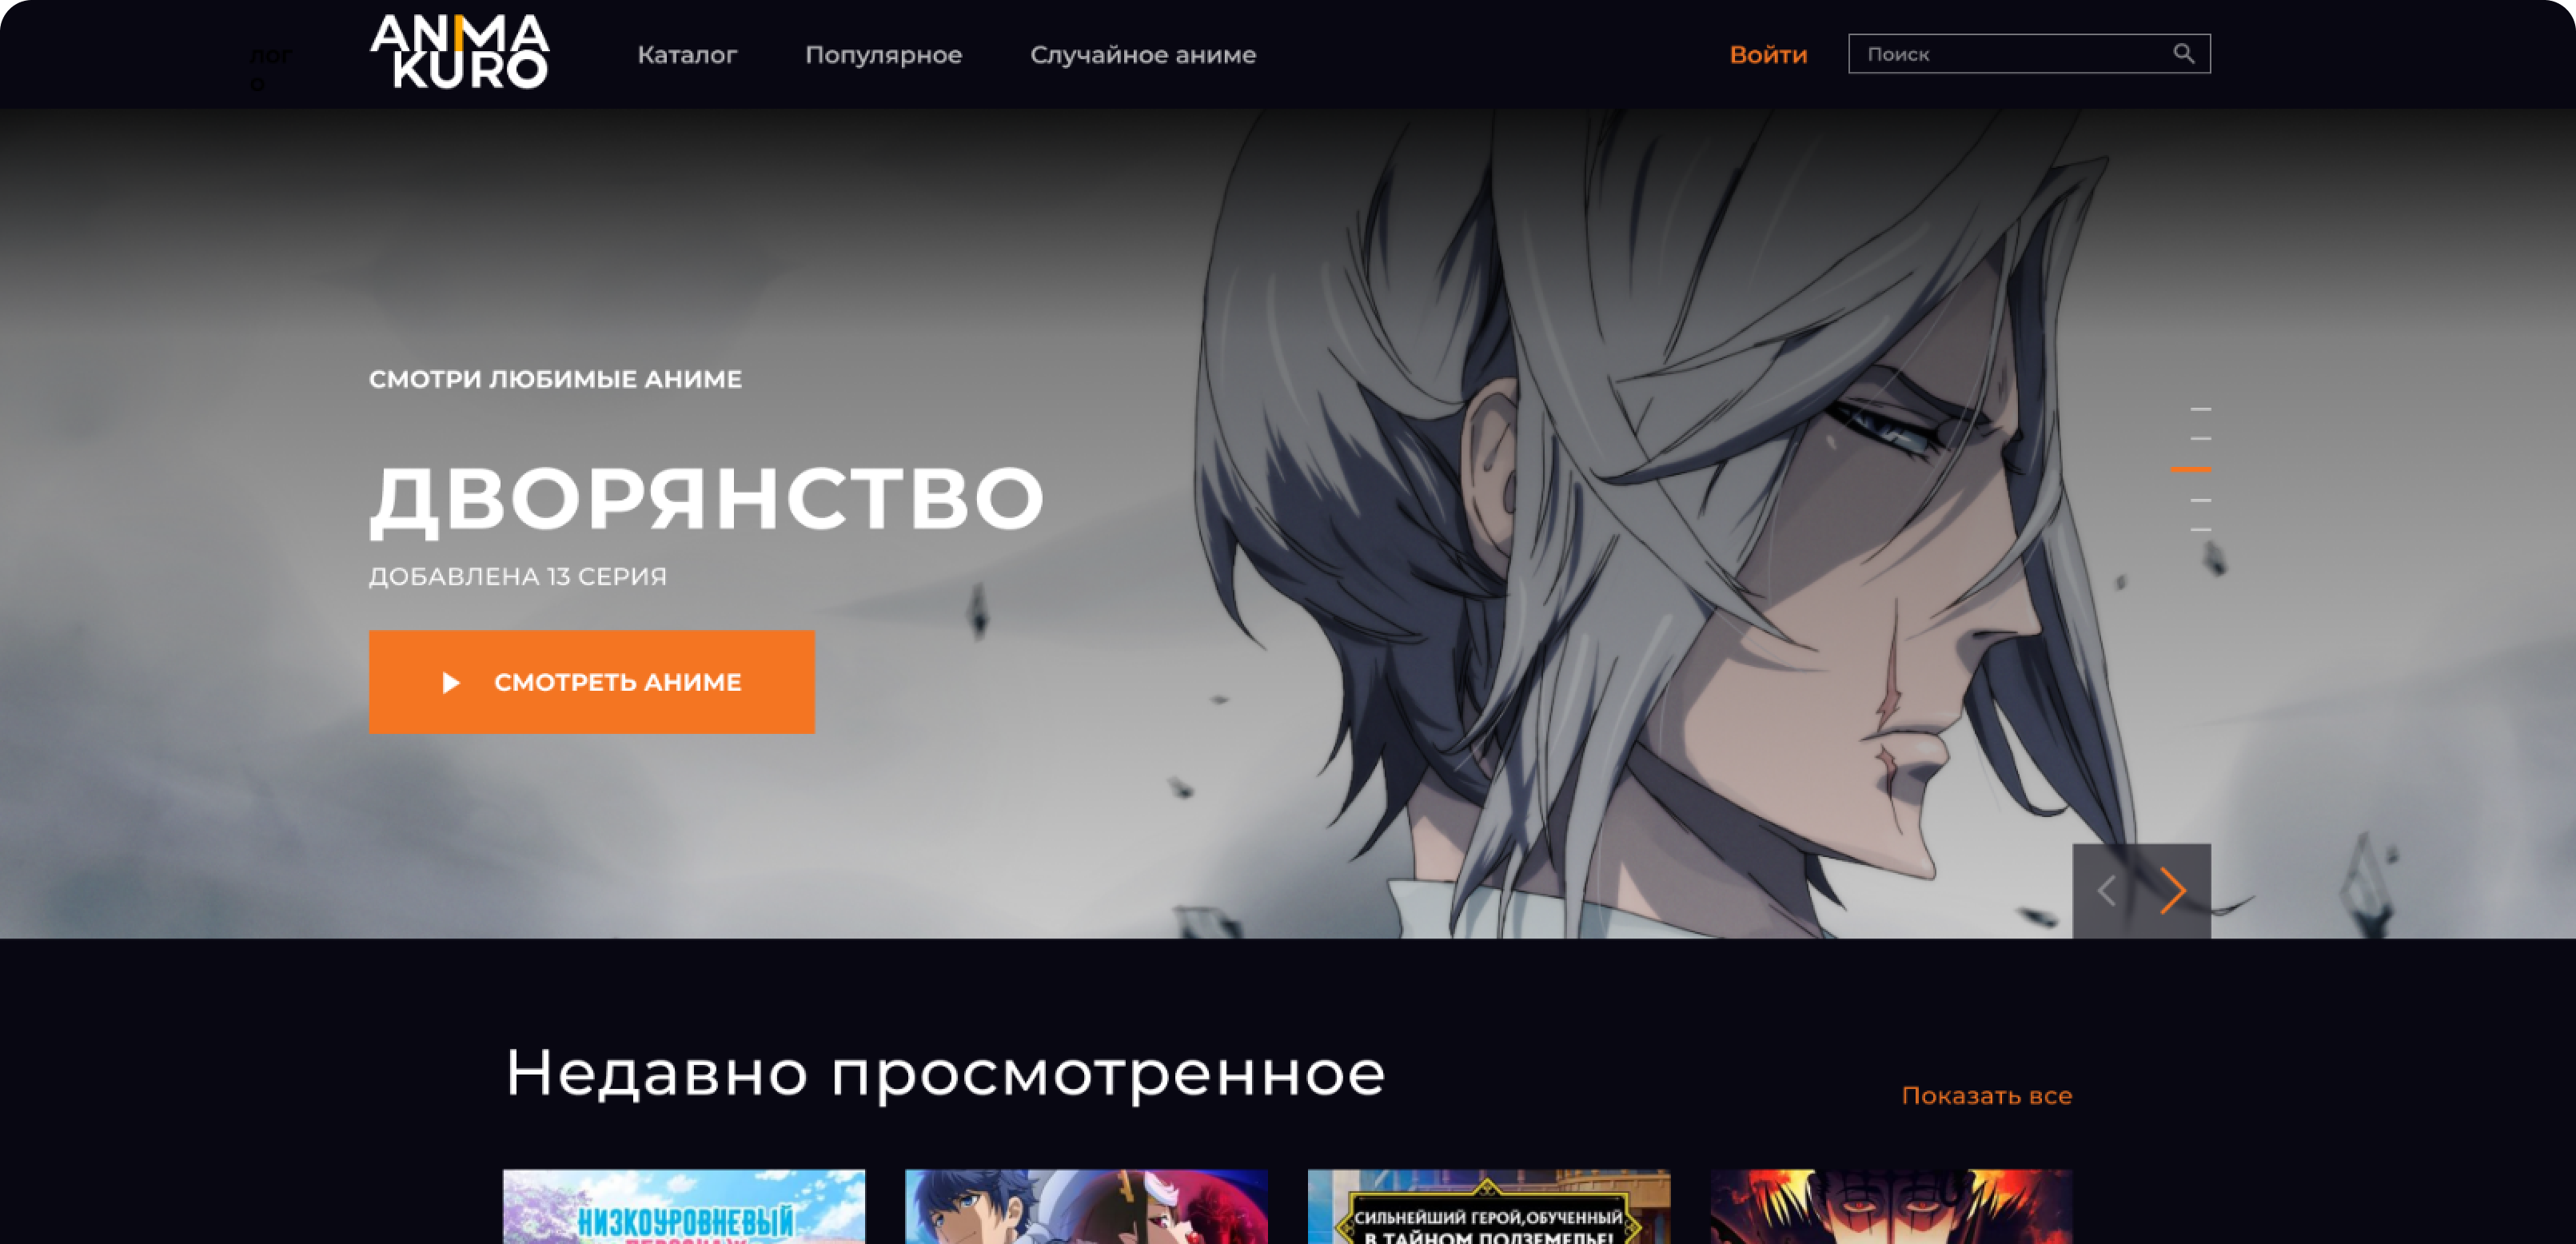 лог
о
ANIMA
KURO
Каталог
Популярное
Случайное аниме
Войти
Поиск
СМОТРИ ЛЮБИМЫЕ АНИМЕ
ДВОРЯНСТВО
ДОБАВЛЕНА 13 СЕРИЯ
СМОТРЕТЬ АНИМЕ
Недавно просмотренное
Показать все
НИЗКОУРОВНЕВЫЙ
ПЕРСОНАЖ
СИЛЬНЕЙШИЙ ГЕРОЙ, ОБУЧЕННЫЙ
В ТАЙНОМ ПОДЗЕМЕЛЬЕ!